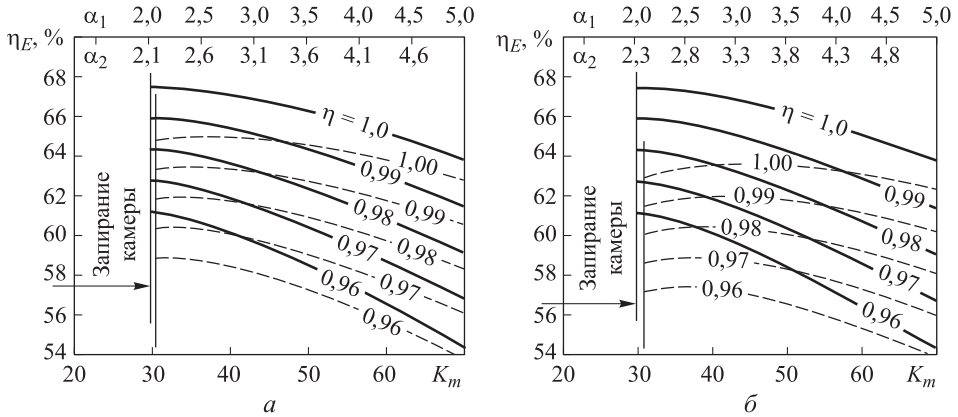 α1 2,0 2,5 3,0 3,5 4,0 4,5 5,0
ηE, %
α2 2,1 2,6 3,1 3,6 4,1 4,6
68
66
64
62
60
58
56
54
20 30 40 50 60 Km
Запирание
камеры
η = 1,0
1,00
0,99
0,99
0,98
0,98
0,97
0,97
0,96
0,96
а
α1 2,0 2,5 3,0 3,5 4,0 4,5 5,0
ηE, %
α2 2,3 2,8 3,3 3,8 4,3 4,8
68
66
64
62
60
58
56
54
20 30 40 50 60 Km
Запирание
камеры
η = 1,0
1,00
0,99
0,99
0,98
0,98
0,97
0,97
0,96
0,96
б